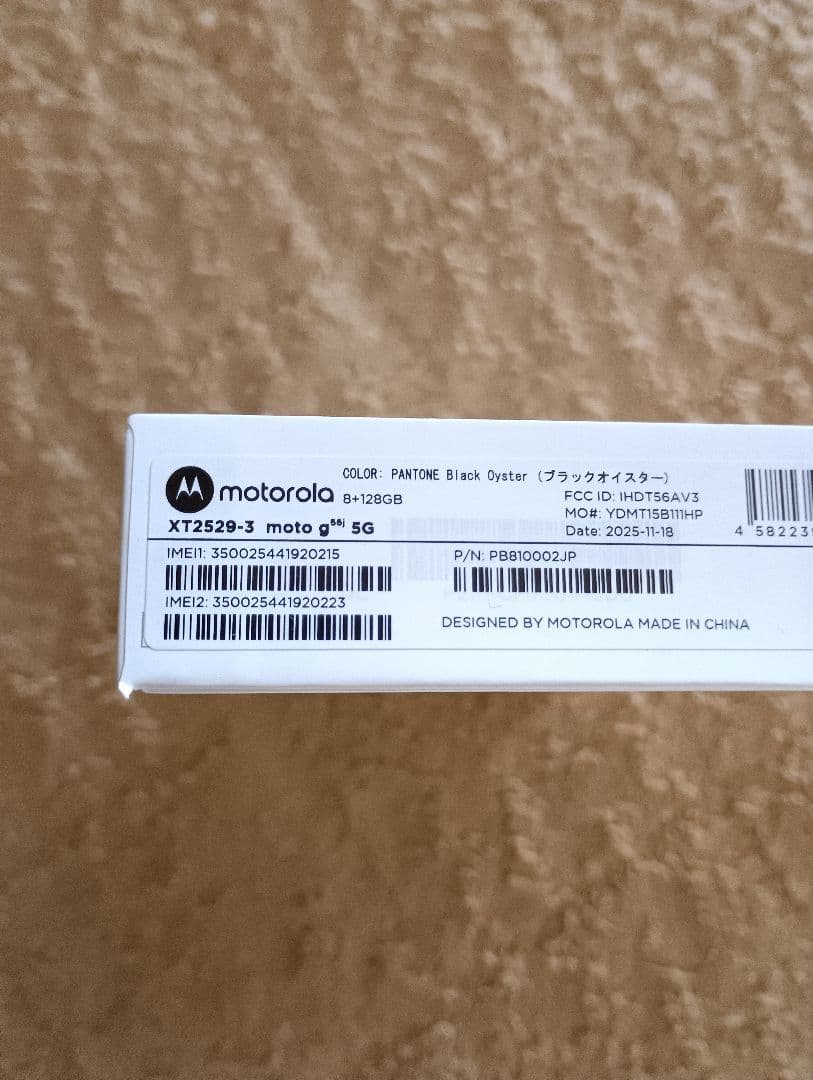 COLOR: PANTONE Black Oyster (ブラックオイスター)
motorola 8+128GB
FCC ID: IHDT56AV3
MO#: YDMT15B111HP
XT2529-3 moto g⁵⁶ʲ 5G
Date: 2025-11-18
4 58223
IMEI1: 350025441920215
P/N: PB810002JP
IMEI2: 350025441920223
DESIGNED BY MOTOROLA MADE IN CHINA